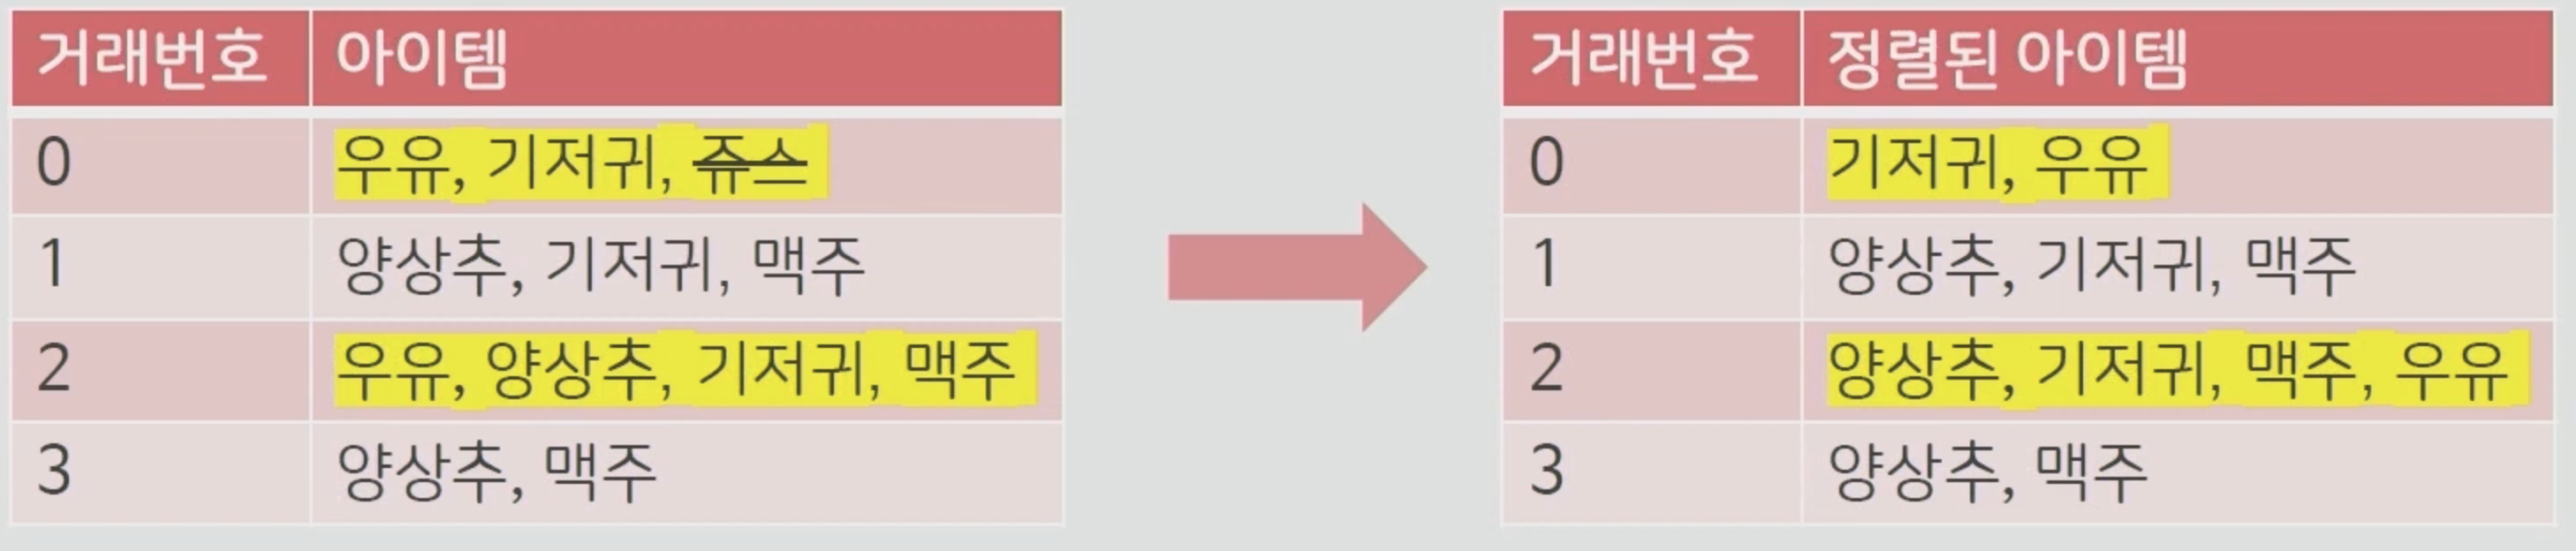 거래번호 아이템
0 우유, 기저귀, 쥬스
1 양상추, 기저귀, 맥주
2 우유, 양상추, 기저귀, 맥주
3 양상추, 맥주
거래번호 정렬된 아이템
0 기저귀, 우유
1 양상추, 기저귀, 맥주
2 양상추, 기저귀, 맥주, 우유
3 양상추, 맥주